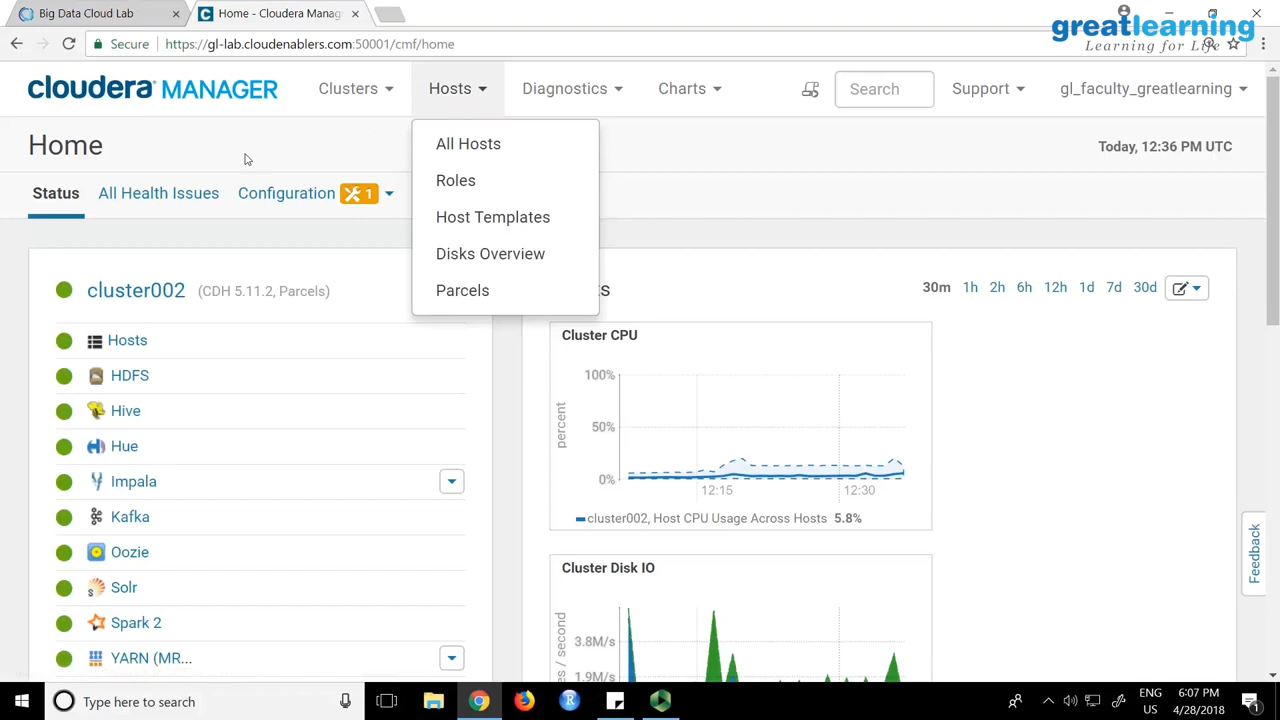 Big Data Cloud Lab
Home - Cloudera Manag
greatlearning
Learning for Life
Secure
https://gl-lab.cloudenablers.com:50001/cmf/home
cloudera MANAGER
Clusters
Hosts
Diagnostics
Charts
Search
Support
gl_faculty_greatlearning
All Hosts
Roles
Host Templates
Disks Overview
Parcels
Home
Today, 12:36 PM UTC
Status
All Health Issues
Configuration
1
cluster002 (CDH 5.11.2, Parcels)
Hosts
HDFS
Hive
Hue
Impala
Kafka
Oozie
Solr
Spark 2
YARN (MR...
30m 1h 2h 6h 12h 1d 7d 30d
Cluster CPU
percent
100%
50%
0%
12:15
12:30
cluster002, Host CPU Usage Across Hosts 5.8%
Cluster Disk IO
/ second
3.8M/s
1.9M/s
Feedback
Type here to search
ENG
US
6:07 PM
4/28/2018
1